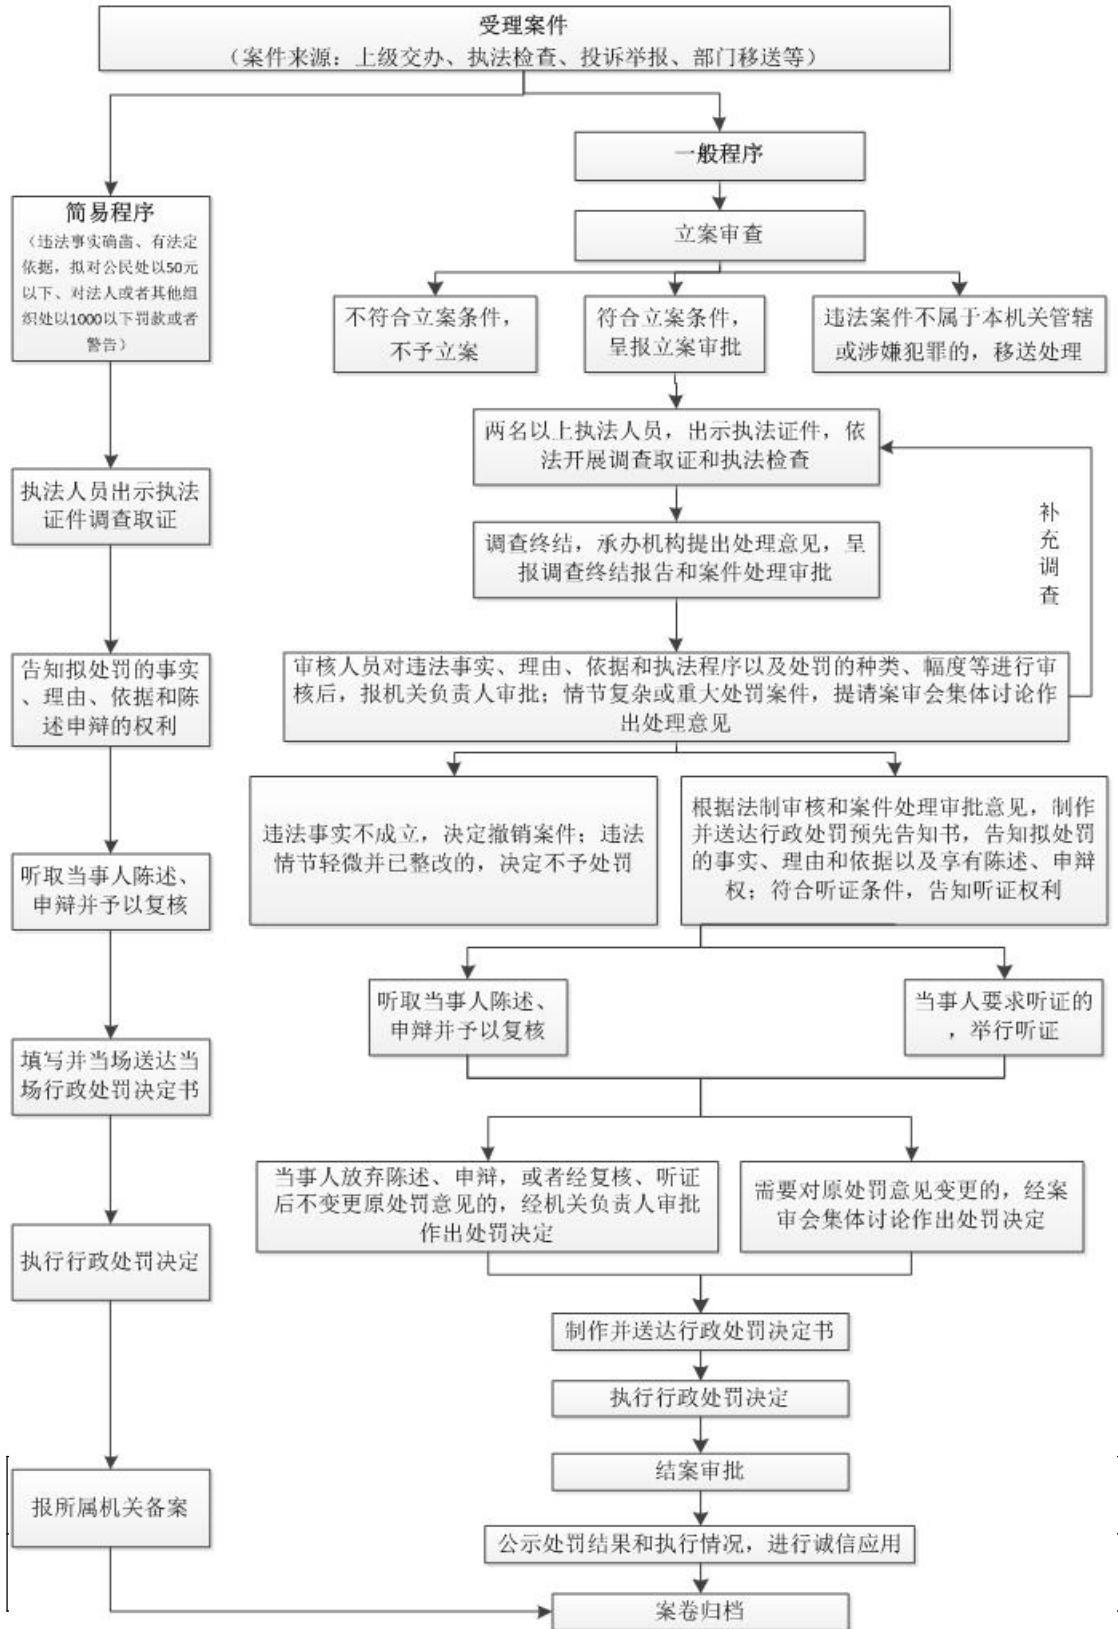 受理案件
（案件来源：上级交办、执法检查、投诉举报、部门移送等）
一般程序
简易程序
（违法事实确凿、有法定
依据，拟对公民处以50元
以下、对法人或者其他组
织处以1000以下罚款或者
警告）
立案审查
不符合立案条件，
不予立案
符合立案条件，
呈报立案审批
违法案件不属于本机关管辖
或涉嫌犯罪的，移送处理
两名以上执法人员，出示执法证件，依
法开展调查取证和执法检查
执法人员出示执法
证件调查取证
补
充
调
查
调查终结，承办机构提出处理意见，呈
报调查终结报告和案件处理审批
告知拟处罚的事实
、理由、依据和陈
述申辩的权利
审核人员对违法事实、理由、依据和执法程序以及处罚的种类、幅度等进行审
核后，报机关负责人审批；情节复杂或重大处罚案件，提请案审会集体讨论作
出处理意见
违法事实不成立，决定撤销案件；违法
情节轻微并已整改的，决定不予处罚
根据法制审核和案件处理审批意见，制作
并送达行政处罚预先告知书，告知拟处罚
的事实、理由和依据以及享有陈述、申辩
权；符合听证条件，告知听证权利
听取当事人陈述、
申辩并予以复核
听取当事人陈述、
申辩并予以复核
当事人要求听证的
，举行听证
填写并当场送达当
场行政处罚决定书
当事人放弃陈述、申辩，或者经复核、听证
后不变更原处罚意见的，经机关负责人审批
作出处罚决定
需要对原处罚意见变更的，经案
审会集体讨论作出处罚决定
执行行政处罚决定
制作并送达行政处罚决定书
执行行政处罚决定
结案审批
报所属机关备案
公示处罚结果和执行情况，进行诚信应用
案卷归档